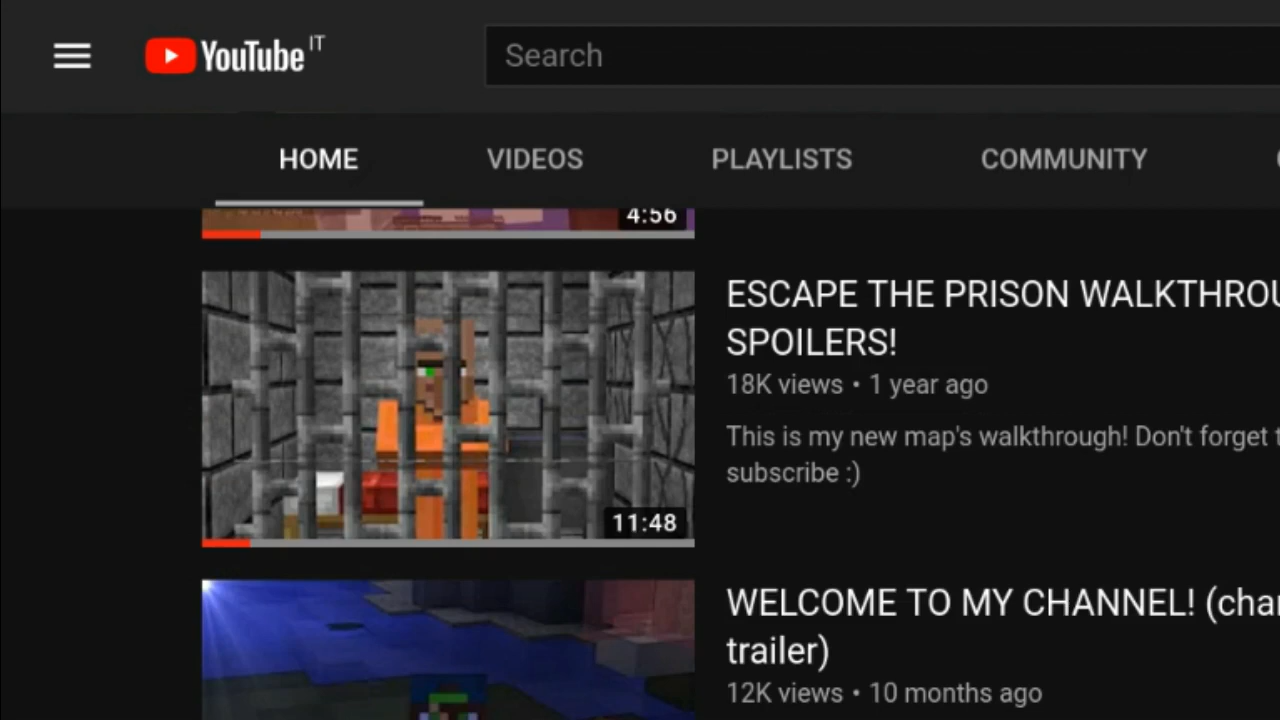 YouTube IT
Search
HOME VIDEOS PLAYLISTS COMMUNITY
4:56
ESCAPE THE PRISON
SPOILERS!
18K views • 1 year ago
This is my new map's walkthrough! Don't forget
subscribe :)
11:48
WELCOME TO MY CHANNEL!
trailer)
12K views • 10 months ago